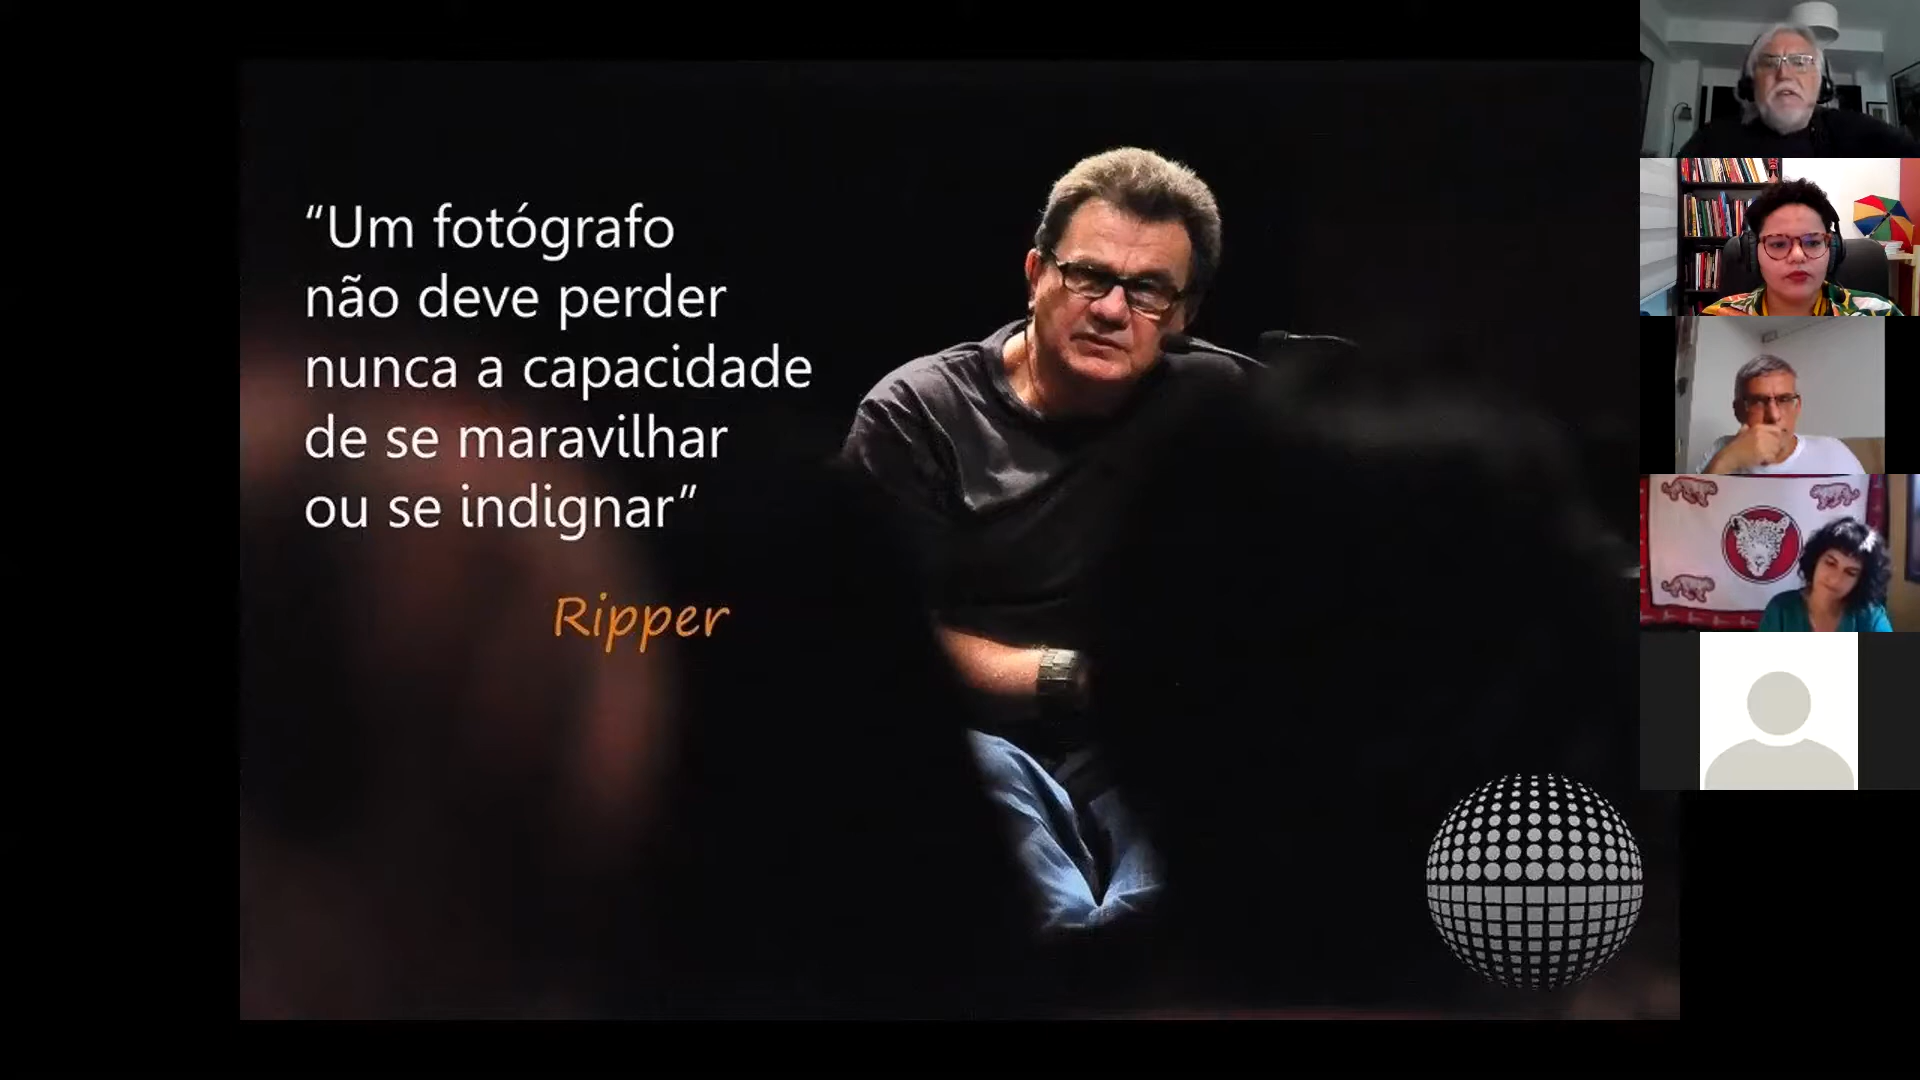 “Um fotógrafo
não deve perder
nunca a capacidade
de se maravilhar
ou se indignar”
Ripper